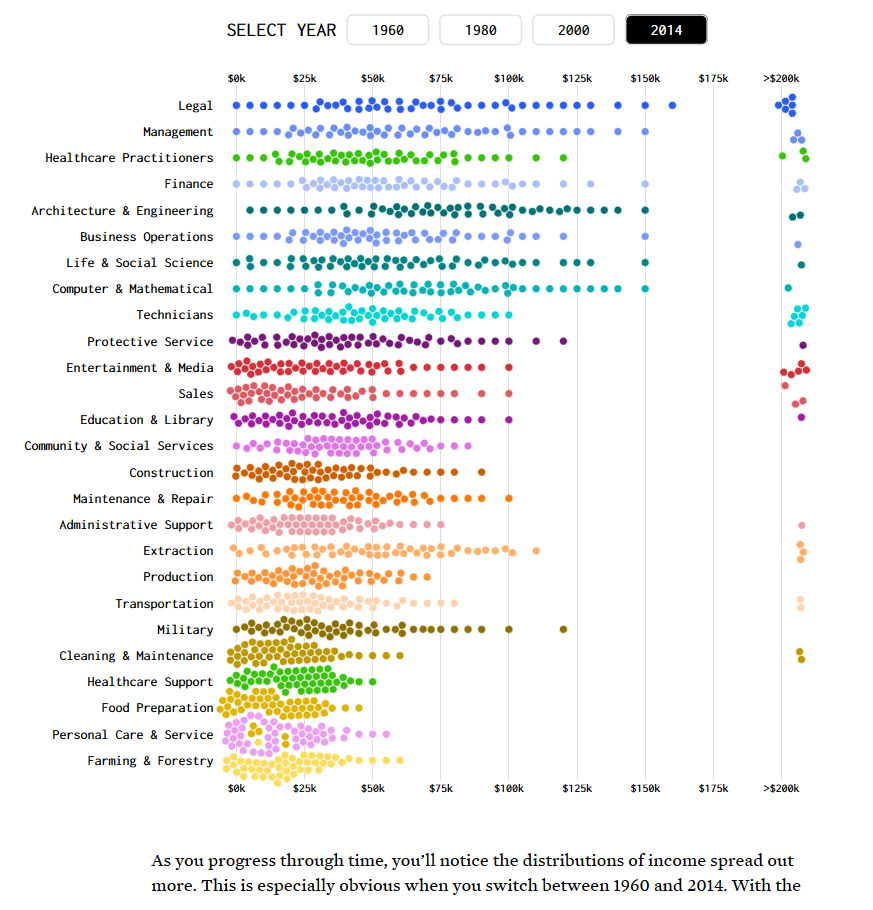 SELECT YEAR 1960 1980 2000 2014
$0k $25k $50k $75k $100k $125k $150k $175k >$200k
Legal
Management
Healthcare Practitioners
Finance
Architecture & Engineering
Business Operations
Life & Social Science
Computer & Mathematical
Technicians
Protective Service
Entertainment & Media
Sales
Education & Library
Community & Social Services
Construction
Maintenance & Repair
Administrative Support
Extraction
Production
Transportation
Military
Cleaning & Maintenance
Healthcare Support
Food Preparation
Personal Care & Service
Farming & Forestry
$0k $25k $50k $75k $100k $125k $150k $175k >$200k
As you progress through time, you’ll notice the distributions of income spread out
more. This is especially obvious when you switch between 1960 and 2014. With the